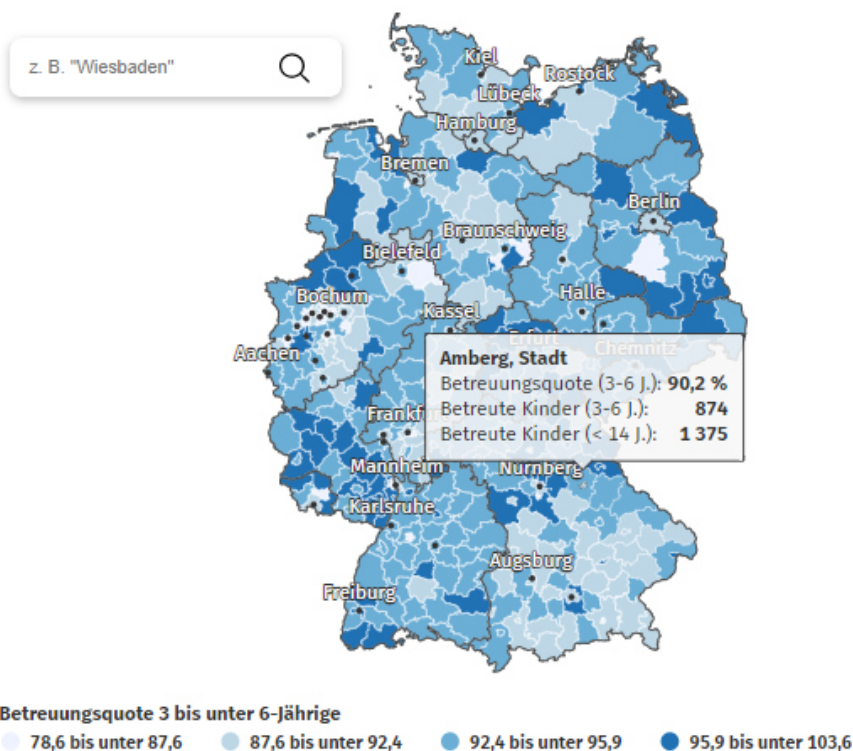 z. B. "Wiesbaden"
Kiel
Rostock
Lübeck
Hamburg
Bremen
Berlin
Braunschweig
Bielefeld
Halle
Bochum
Kassel
Erfurt
Chemnitz
Aachen
Amberg, Stadt
Betreuungsquote (3-6 J.): 90,2 %
Betreute Kinder (3-6 J.): 874
Betreute Kinder (< 14 J.): 1 375
Mannheim
Nürnberg
Karlsruhe
Augsburg
Freiburg
Betreuungsquote 3 bis unter 6-Jährige
78,6 bis unter 87,6 87,6 bis unter 92,4 92,4 bis unter 95,9 95,9 bis unter 103,6